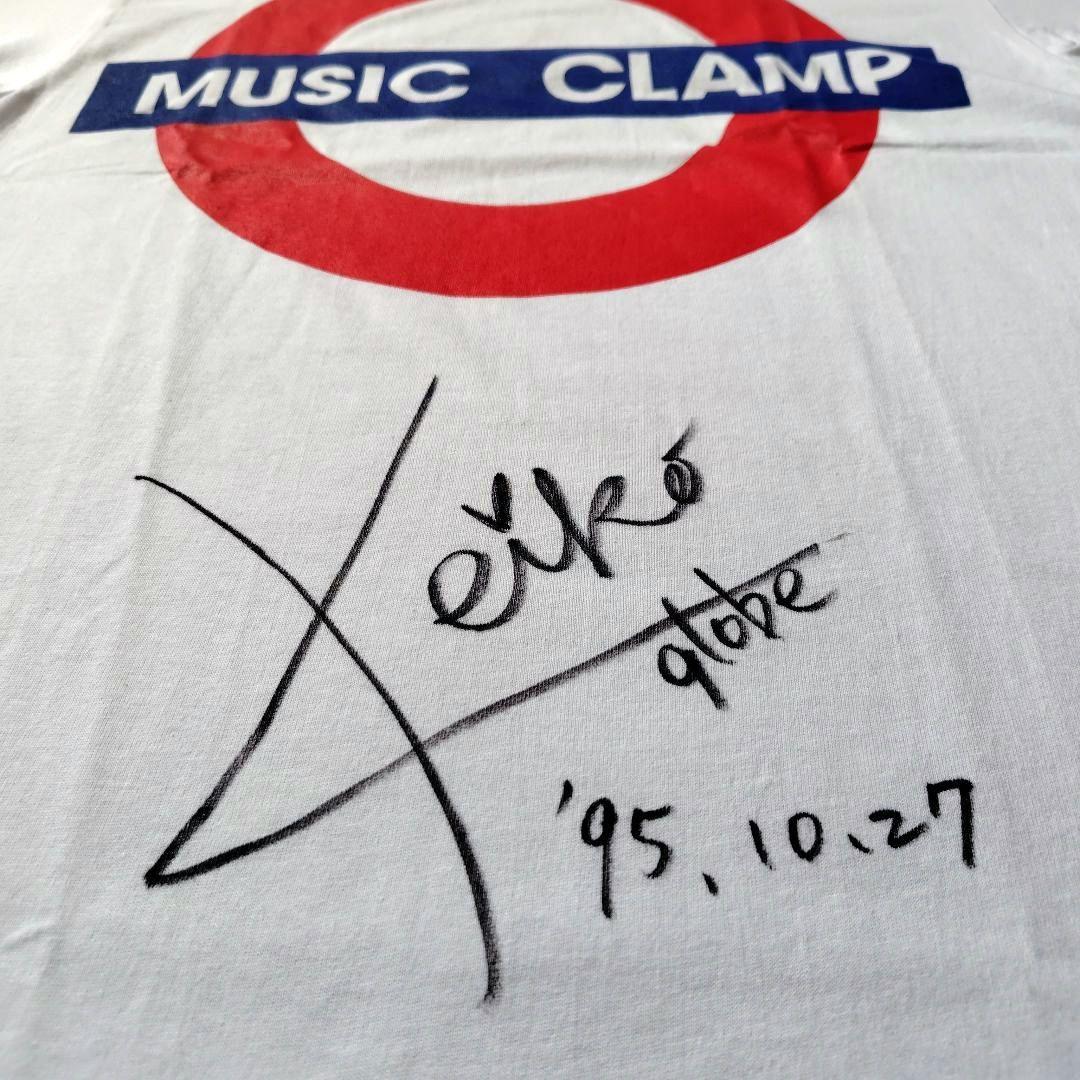 MUSIC CLAMP
Keiko
globe
'95.10.27